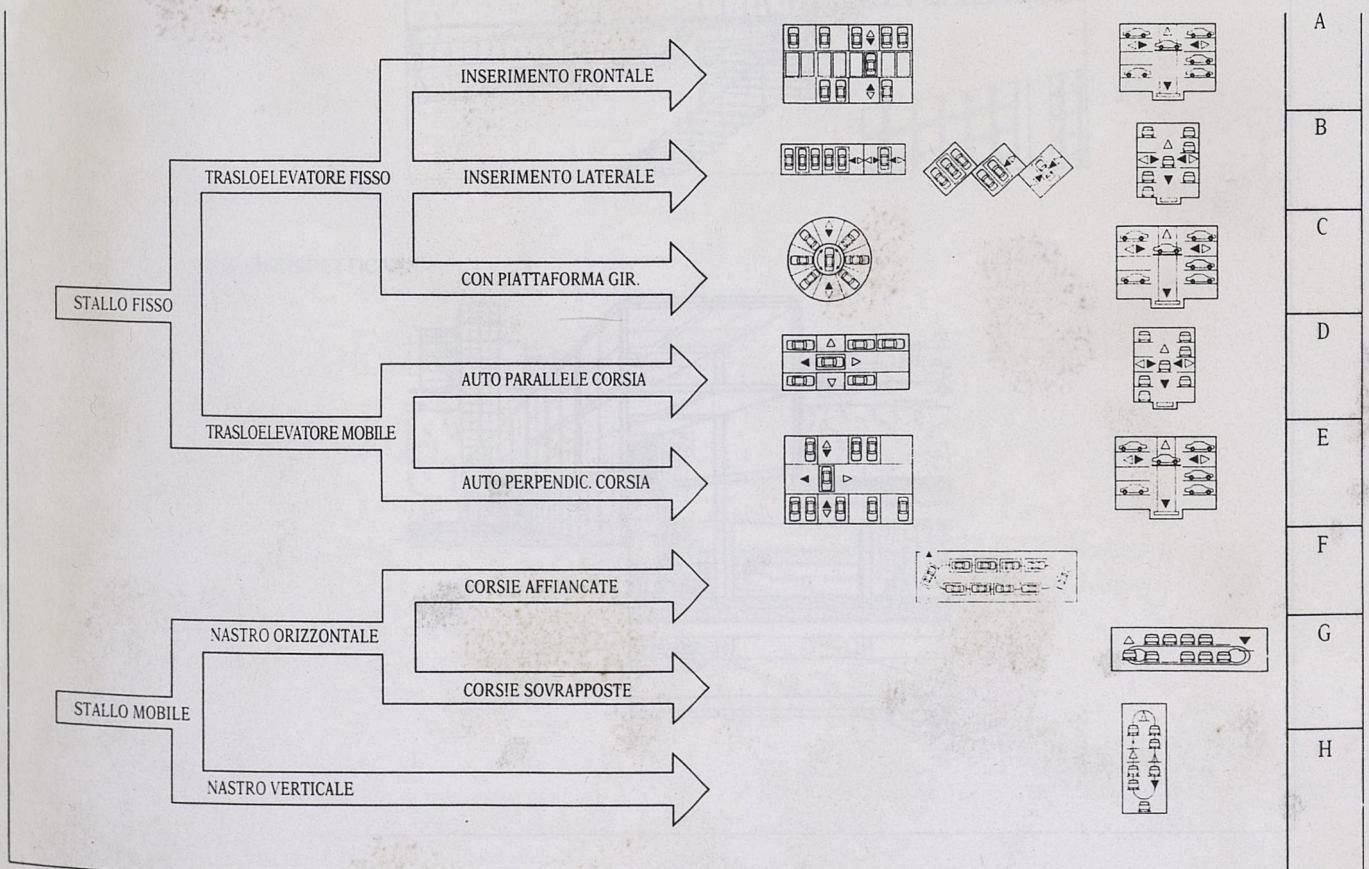 A
INSERIMENTO FRONTALE
B
TRASLOELEVATORE FISSO
INSERIMENTO LATERALE
C
CON PIATTAFORMA GIR.
STALLO FISSO
D
AUTO PARALLELE CORSIA
TRASLOELEVATORE MOBILE
E
AUTO PERPENDIC. CORSIA
F
CORSIE AFFIANCATE
G
NASTRO ORIZZONTALE
CORSIE SOVRAPPOSTE
STALLO MOBILE
H
NASTRO VERTICALE